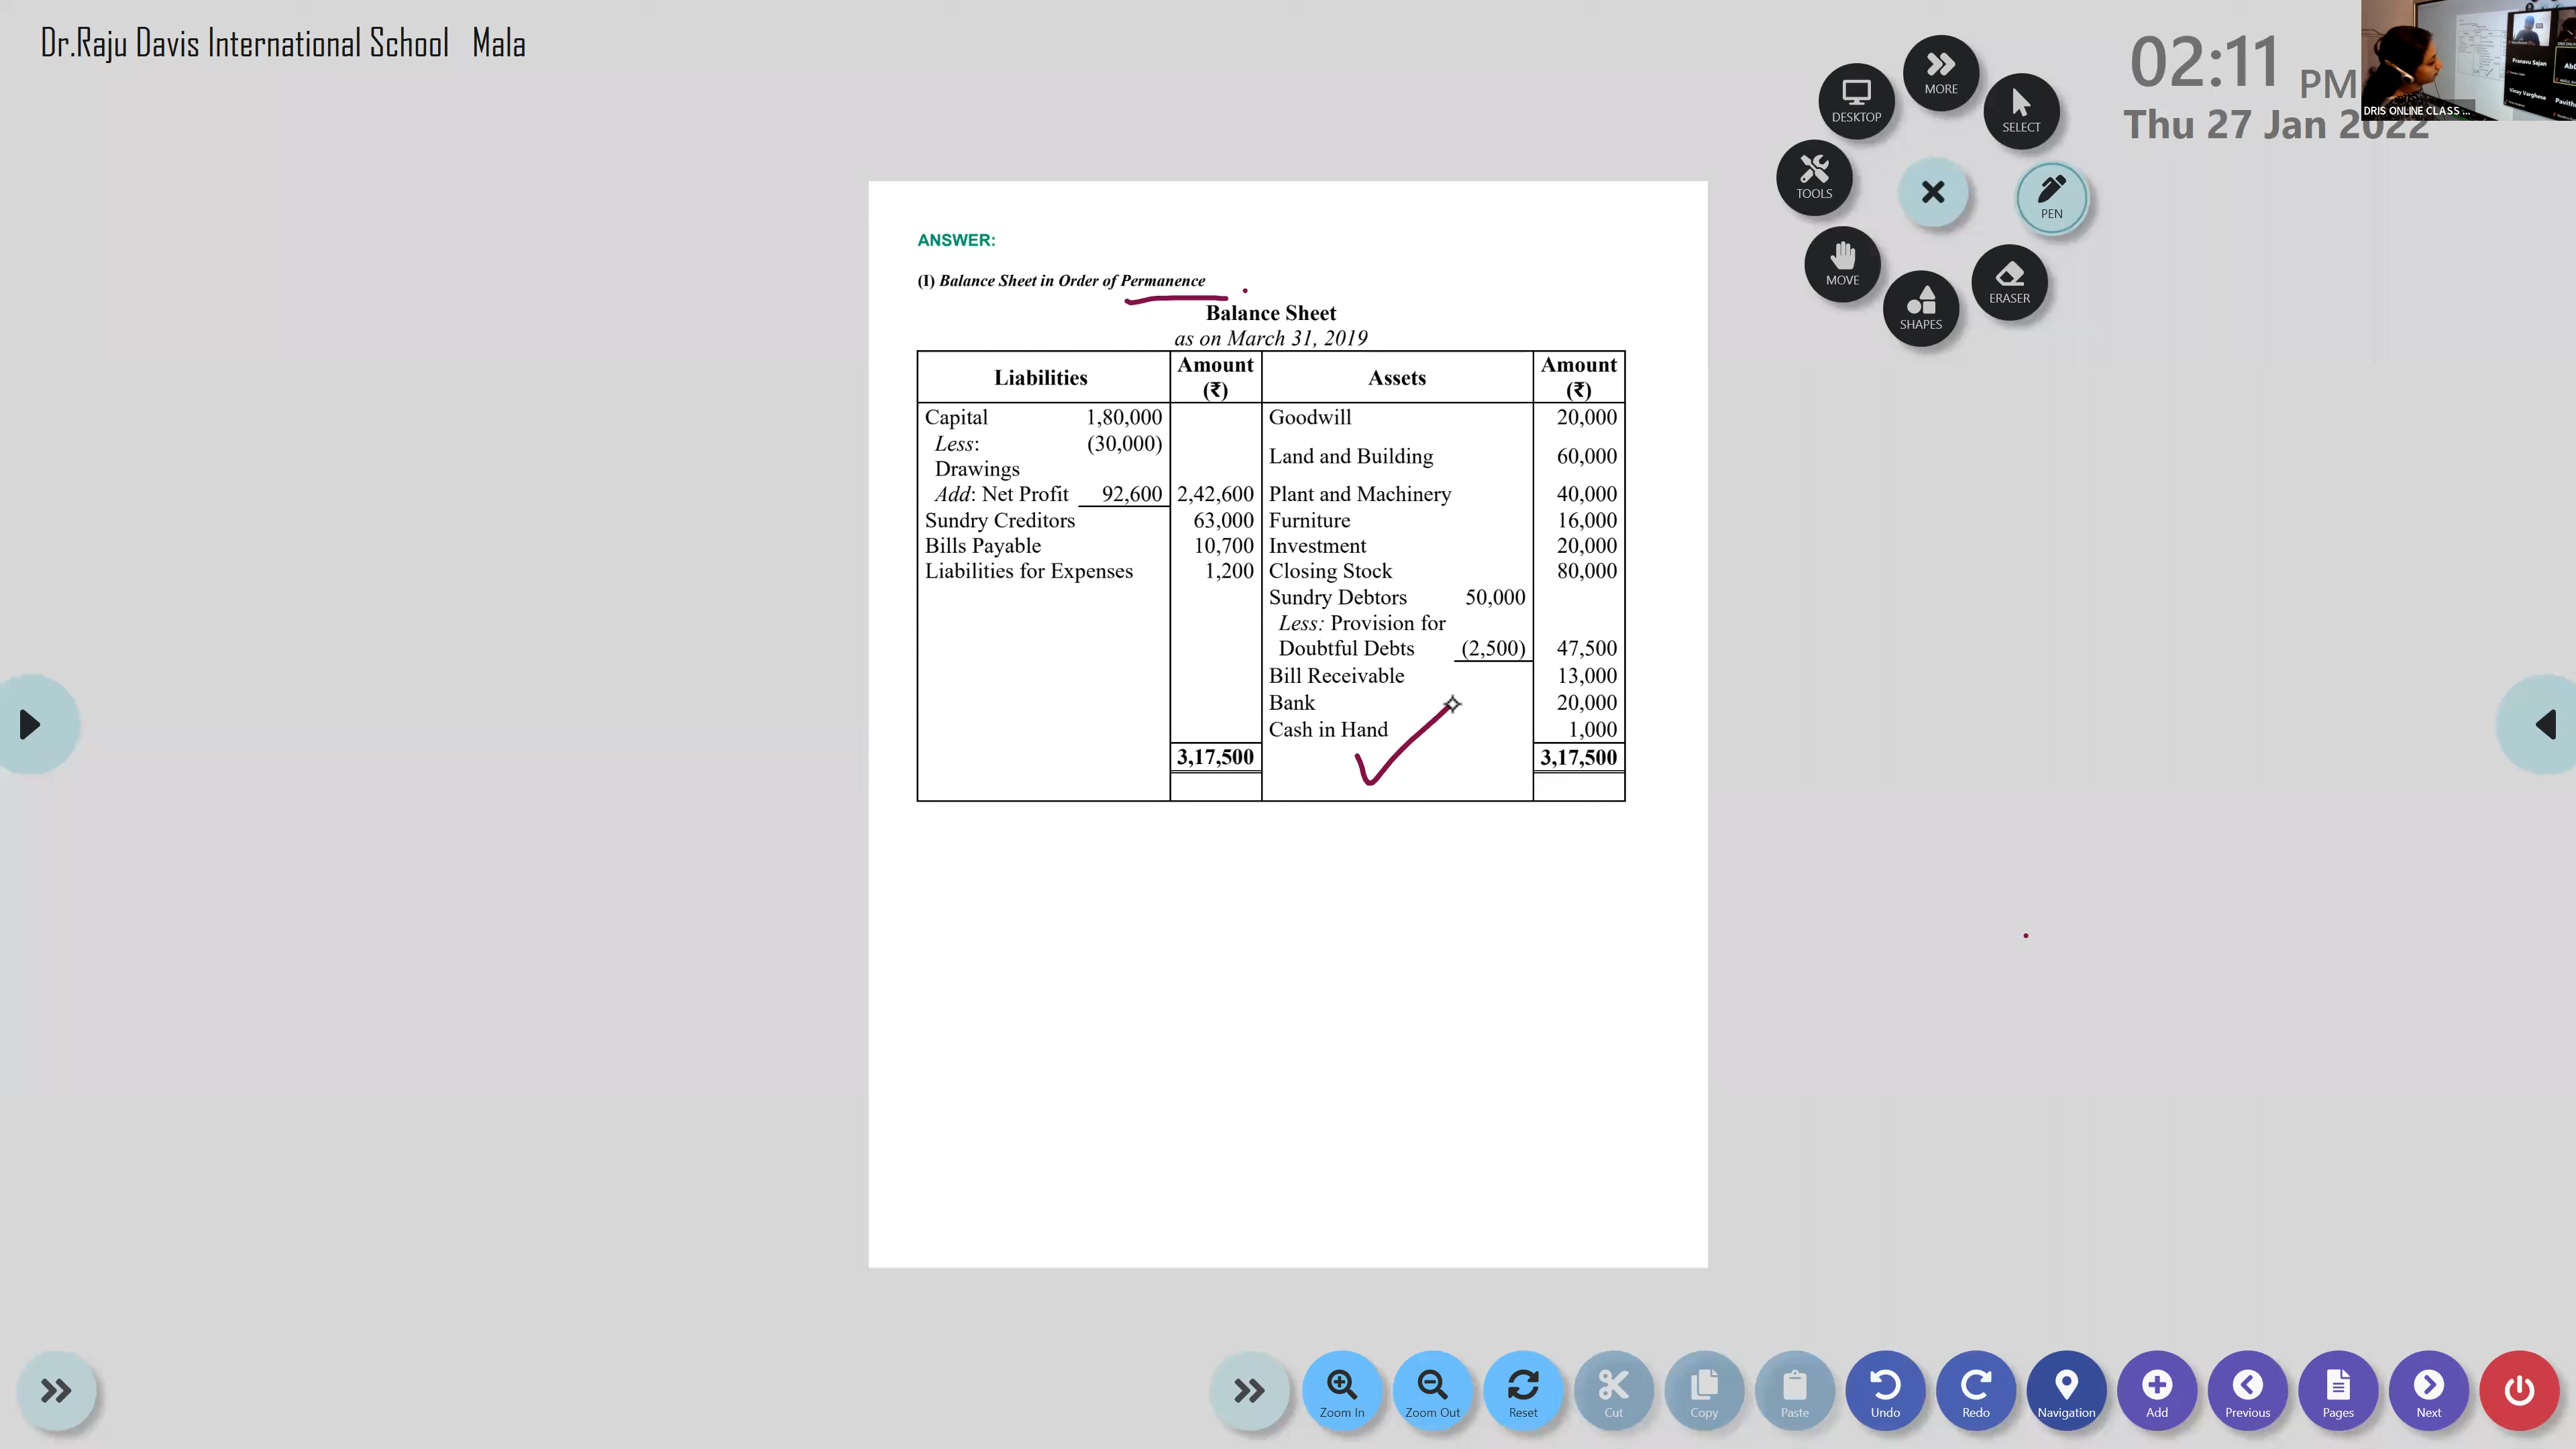 Dr.Raju Davis International School Mala
02:11 PM
Thu 27 Jan 2022
DRIS ONLINE CLASS ...
Pranavu Sajan
Vinay Varghese
MORE
DESKTOP
SELECT
TOOLS
PEN
MOVE
ERASER
SHAPES
ANSWER:
(I) Balance Sheet in Order of Permanence
Balance Sheet
as on March 31, 2019
Liabilities Amount (₹) Assets Amount (₹)
Capital 1,80,000 Goodwill 20,000
Less: (30,000)
Drawings Land and Building 60,000
Add: Net Profit 92,600 2,42,600 Plant and Machinery 40,000
Sundry Creditors 63,000 Furniture 16,000
Bills Payable 10,700 Investment 20,000
Liabilities for Expenses 1,200 Closing Stock 80,000
Sundry Debtors 50,000
Less: Provision for
Doubtful Debts (2,500) 47,500
Bill Receivable 13,000
Bank 20,000
Cash in Hand 1,000
3,17,500 3,17,500
Zoom In Zoom Out Reset Cut Copy Paste Undo Redo Navigation Add Previous Pages Next